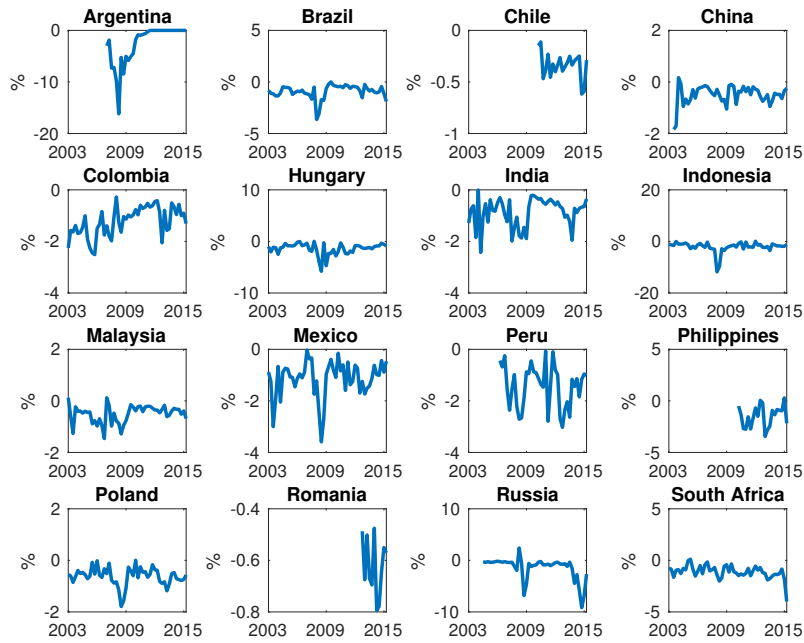 Argentina Brazil Chile China
0 5 0 2
% -10 % 0 % -0.5 % 0
-20 -5 -1 -2
2003 2009 2015 2003 2009 2015 2003 2009 2015 2003 2009 2015
Colombia Hungary India Indonesia
0 10 0 20
% -2 % 0 % -2 % 0
-4 -10 -4 -20
2003 2009 2015 2003 2009 2015 2003 2009 2015 2003 2009 2015
Malaysia Mexico Peru Philippines
2 0 0 5
% 0 % -2 % -2 % 0
-2 -4 -4 -5
2003 2009 2015 2003 2009 2015 2003 2009 2015 2003 2009 2015
Poland Romania Russia South Africa
2 -0.4 10 5
% 0 % -0.6 % 0 % 0
-2 -0.8 -10 -5
2003 2009 2015 2003 2009 2015 2003 2009 2015 2003 2009 2015